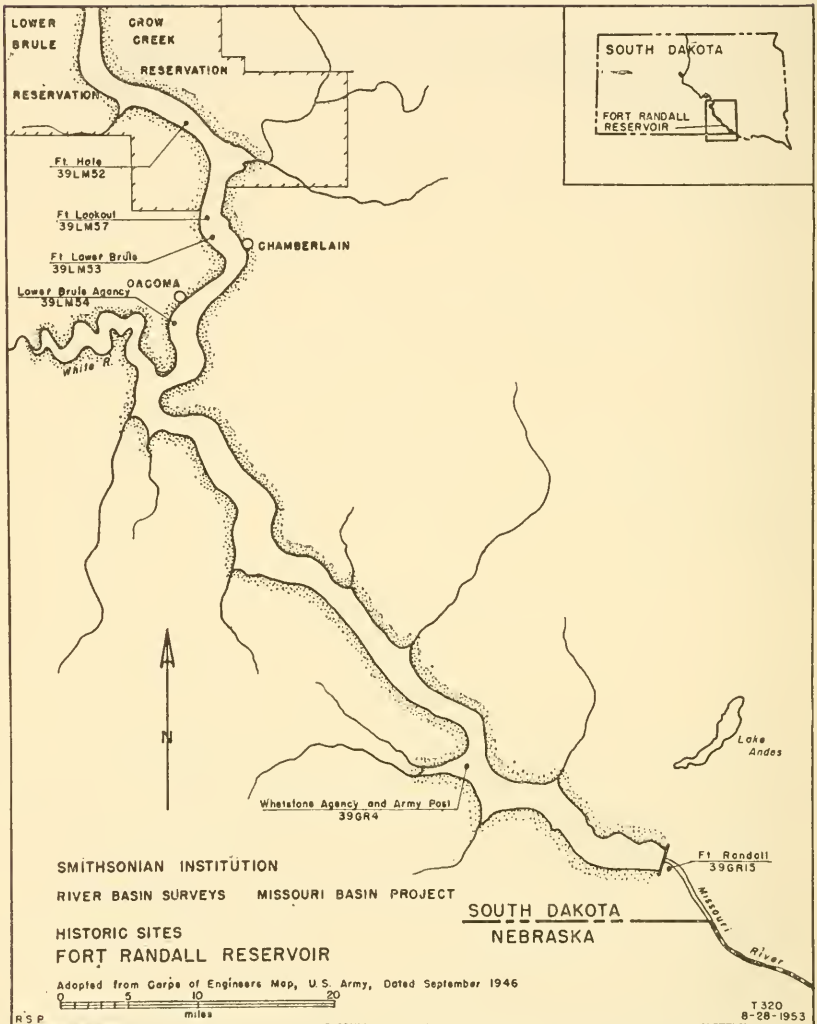 LOWER
BRULE
RESERVATION
CROW
CREEK
RESERVATION
SOUTH DAKOTA
FORT RANDALL
RESERVOIR
Ft. Hale
39LM52
Ft Lookout
39LM57
Ft Lower Brule
39LM53
CHAMBERLAIN
OACOMA
Lower Brule Agency
39LM54
White R.
N
Lake
Andes
Whetstone Agency and Army Post
39GR4
Ft Randall
39GR15
Missouri
River
SMITHSONIAN INSTITUTION
RIVER BASIN SURVEYS MISSOURI BASIN PROJECT
SOUTH DAKOTA
NEBRASKA
HISTORIC SITES
FORT RANDALL RESERVOIR
Adapted from Corps of Engineers Map, U.S. Army, Dated September 1946
0 5 10 20
miles
RSP
T 320
8-28-1953